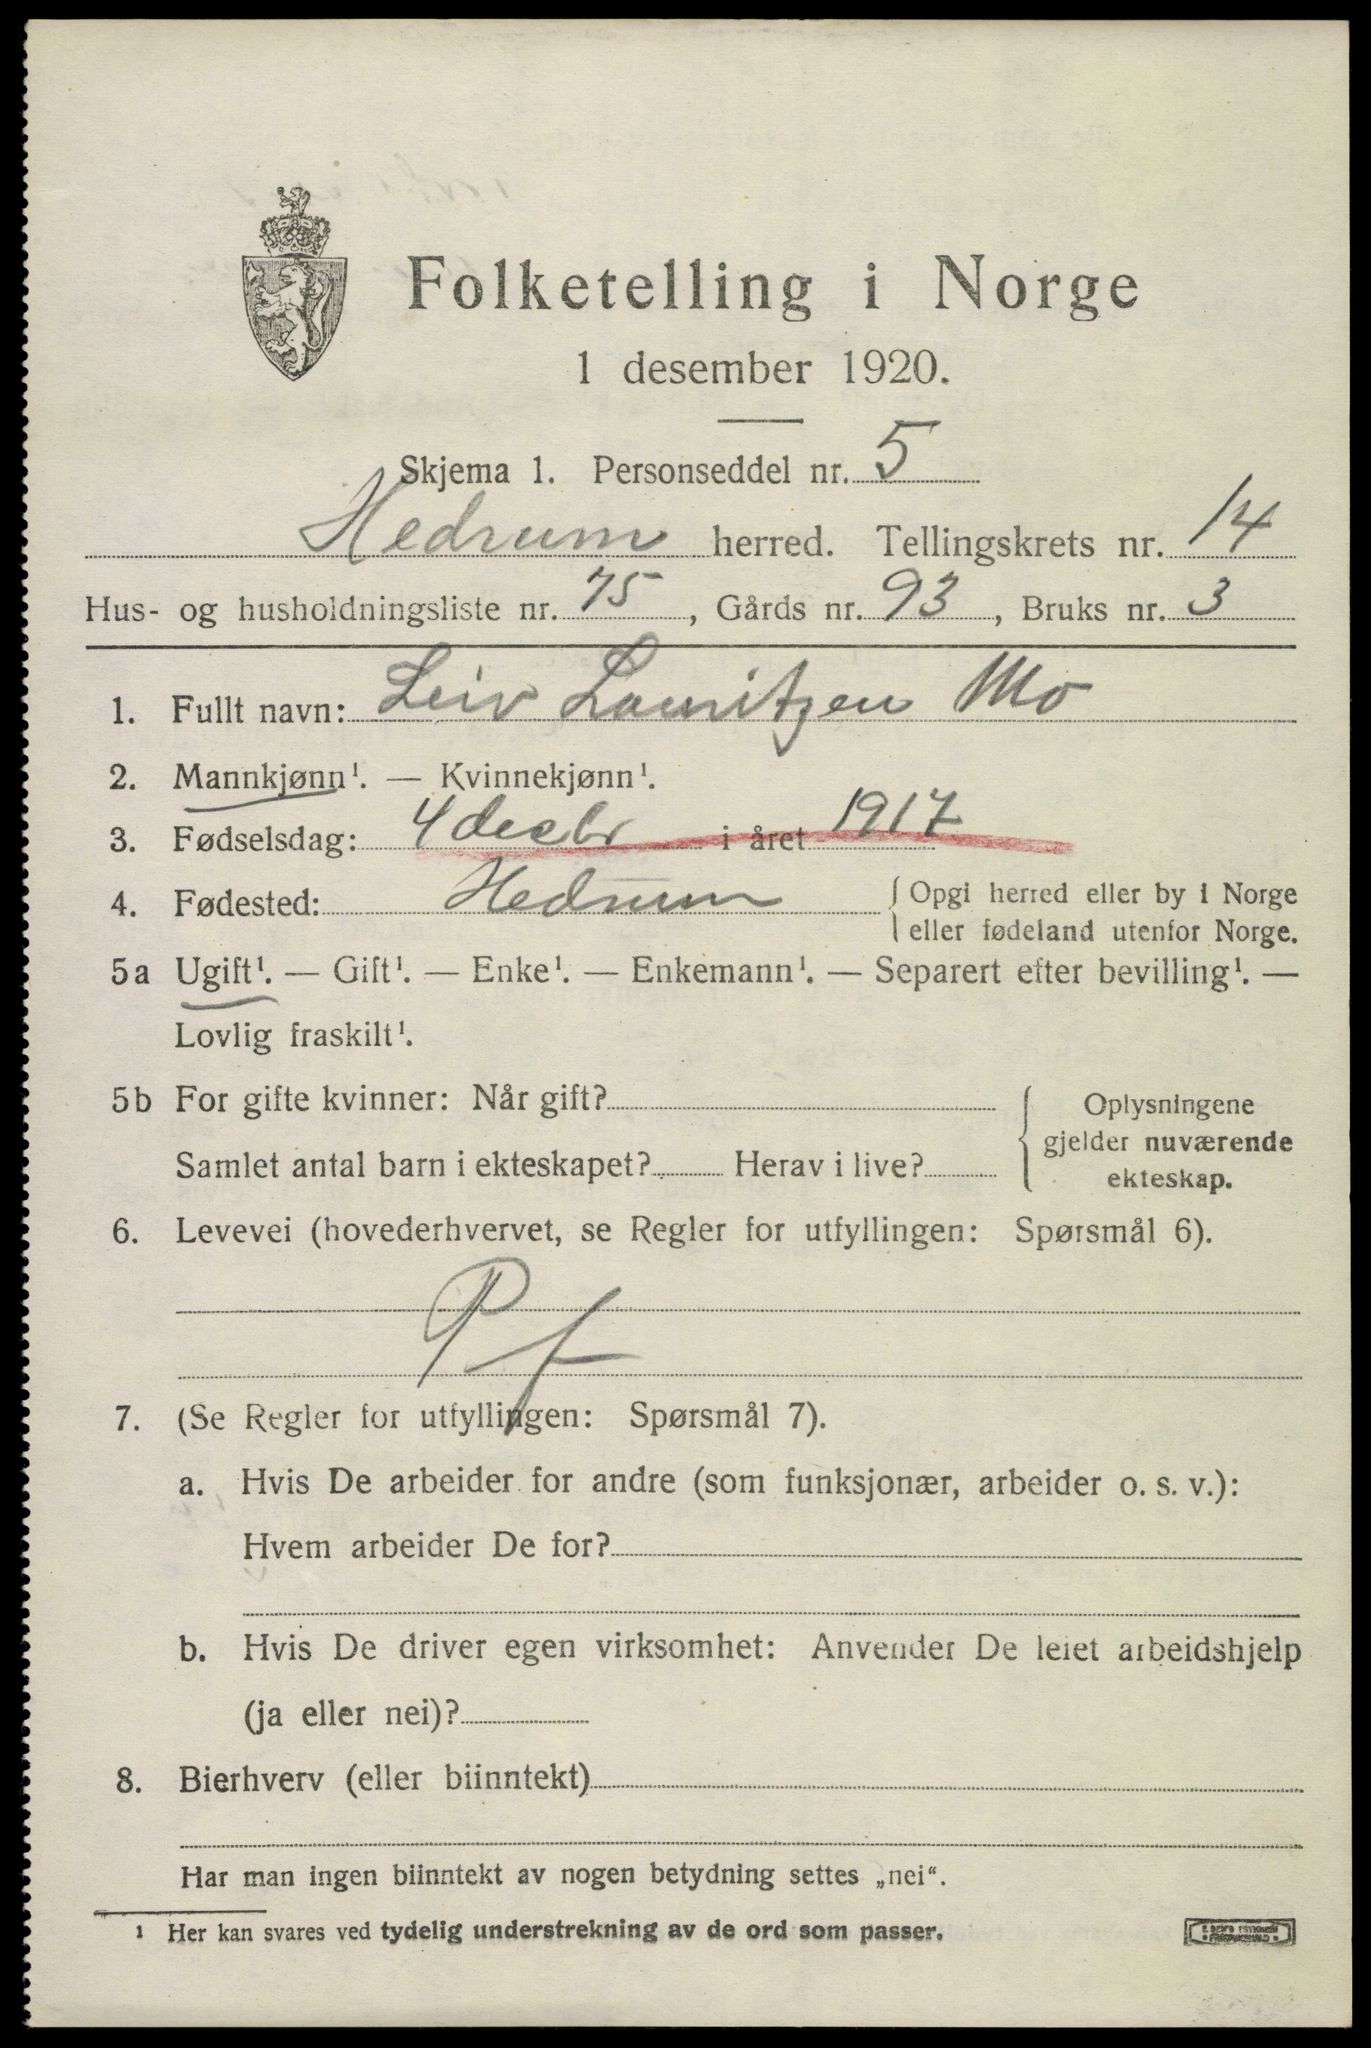 Folketelling i Norge
1 desember 1920.
Skjema 1. Personseddel nr. 5
Hedrum herred. Tellingskrets nr. 14
Hus- og husholdningsliste nr. 75, Gårds nr. 93, Bruks nr. 3
1. Fullt navn: Leiv Lauritzen Mo
2. Mannkjønn¹. — Kvinnekjønn¹.
3. Fødselsdag: 4 decbr i året 1917
4. Fødested: Hedrum { Opgi herred eller by i Norge
eller fødeland utenfor Norge.
5a Ugift¹. — Gift¹. — Enke¹. — Enkemann¹. — Separert efter bevilling¹. —
Lovlig fraskilt¹.
5b For gifte kvinner: Når gift?
Samlet antal barn i ekteskapet? Herav i live?
{ Oplysningene
gjelder nuværende
ekteskap.
6. Levevei (hovederhvervet, se Regler for utfyllingen: Spørsmål 6).
Pf
7. (Se Regler for utfyllingen: Spørsmål 7).
a. Hvis De arbeider for andre (som funksjonær, arbeider o. s. v.):
Hvem arbeider De for?
b. Hvis De driver egen virksomhet: Anvender De leiet arbeidshjelp
(ja eller nei)?
8. Bierhverv (eller biinntekt)
Har man ingen biinntekt av nogen betydning settes „nei“.
¹ Her kan svares ved tydelig understrekning av de ord som passer.